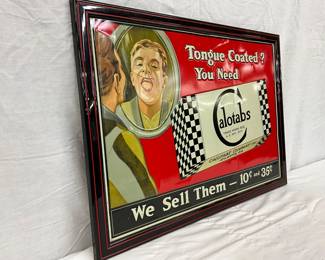 Tongue Coated?
You Need
Calotabs
We Sell Them — 10¢ and 35¢